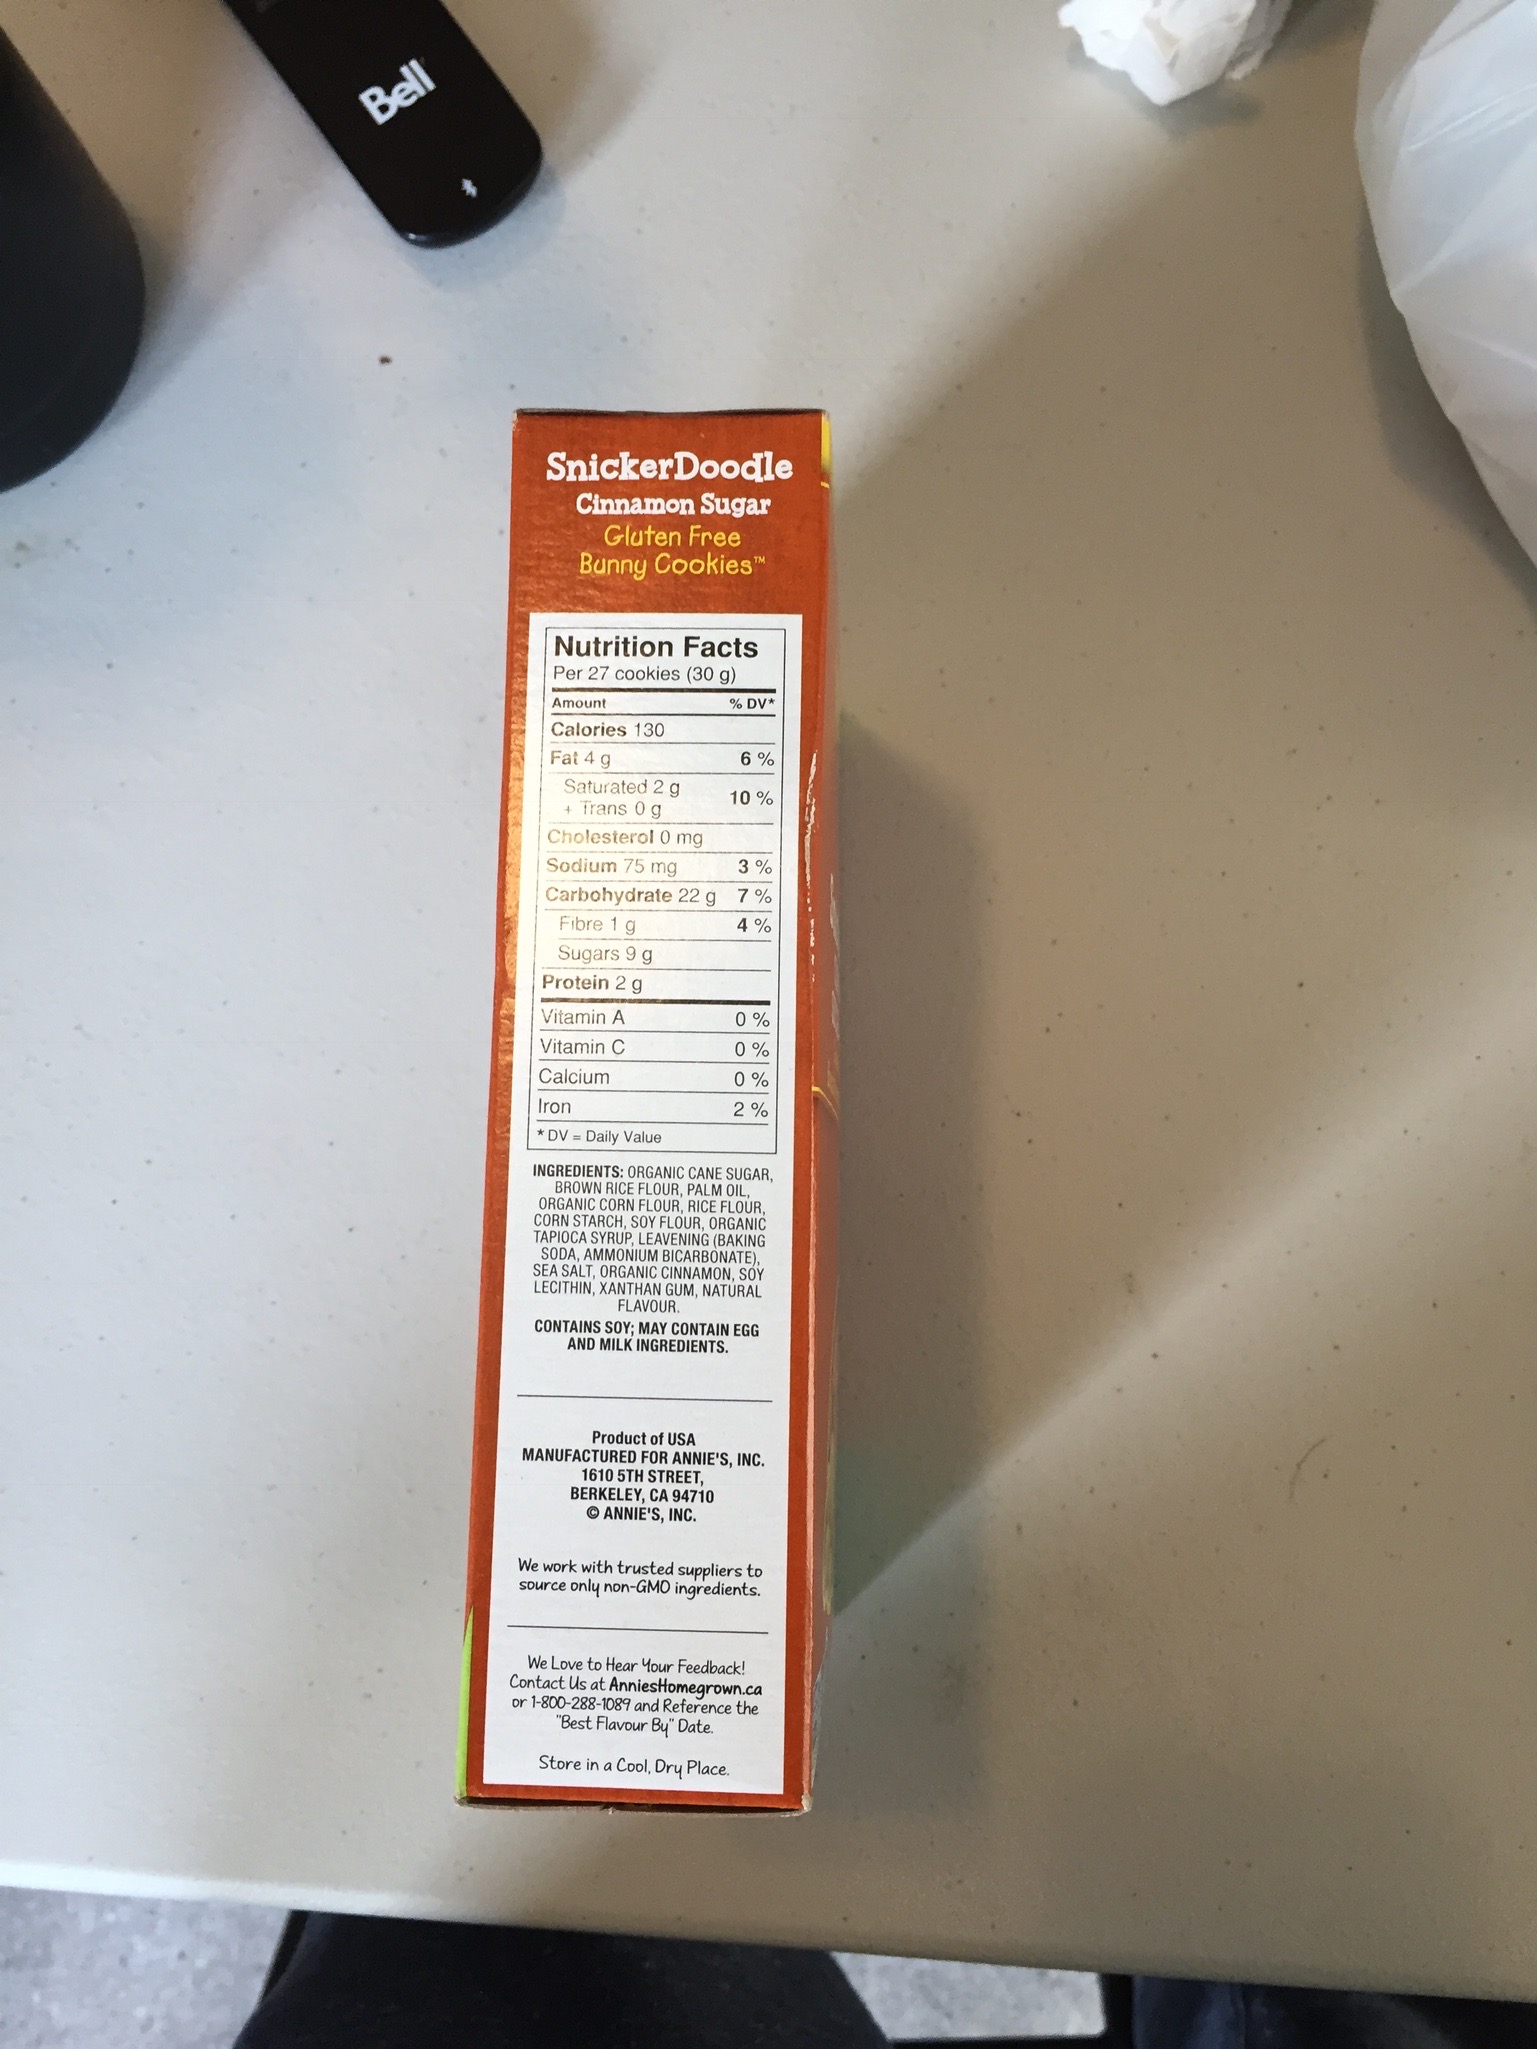 Bell
SnickerDoodle
Cinnamon Sugar
Gluten Free
Bunny Cookies™
Nutrition Facts
Per 27 cookies (30 g)
Amount % DV*
Calories 130
Fat 4 g 6 %
Saturated 2 g
+ Trans 0 g 10 %
Cholesterol 0 mg
Sodium 75 mg 3 %
Carbohydrate 22 g 7 %
Fibre 1 g 4 %
Sugars 9 g
Protein 2 g
Vitamin A 0 %
Vitamin C 0 %
Calcium 0 %
Iron 2 %
* DV = Daily Value
INGREDIENTS: ORGANIC CANE SUGAR,
BROWN RICE FLOUR, PALM OIL,
ORGANIC CORN FLOUR, RICE FLOUR,
CORN STARCH, SOY FLOUR, ORGANIC
TAPIOCA SYRUP, LEAVENING (BAKING
SODA, AMMONIUM BICARBONATE),
SEA SALT, ORGANIC CINNAMON, SOY
LECITHIN, XANTHAN GUM, NATURAL
FLAVOUR.
CONTAINS SOY; MAY CONTAIN EGG
AND MILK INGREDIENTS.
Product of USA
MANUFACTURED FOR ANNIE'S, INC.
1610 5TH STREET,
BERKELEY, CA 94710
© ANNIE'S, INC.
We work with trusted suppliers to
source only non-GMO ingredients.
We Love to Hear Your Feedback!
Contact Us at AnniesHomegrown.ca
or 1-800-288-1089 and Reference the
"Best Flavour By" Date.
Store in a Cool, Dry Place.